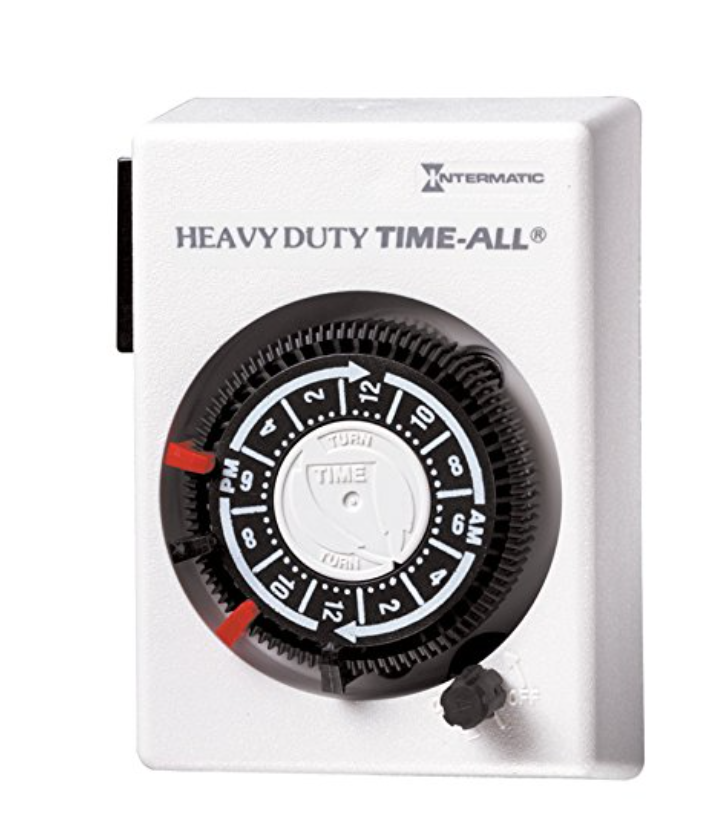 INTERMATIC
HEAVY DUTY TIME-ALL®
12
10
8
6
AM
4
2
12
10
8
6
PM
4
2
TURN
TIME
TURN
OFF